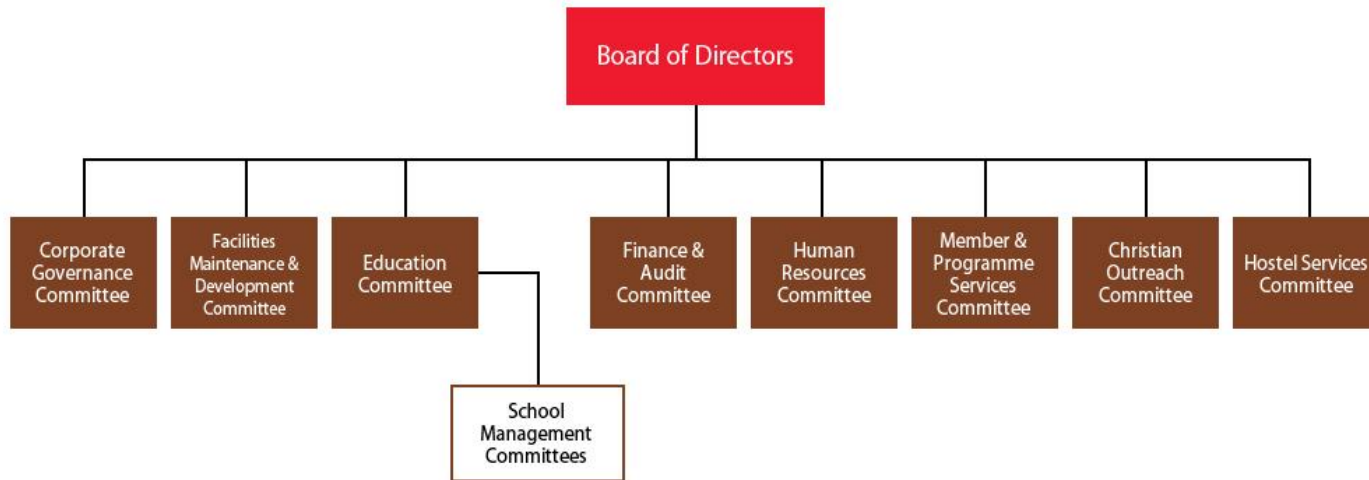 Board of Directors
Corporate
Governance
Committee
Facilities
Maintenance &
Development
Committee
Education
Committee
Finance &
Audit
Committee
Human
Resources
Committee
Member &
Programme
Services
Committee
Christian
Outreach
Committee
Hostel Services
Committee
School
Management
Committees